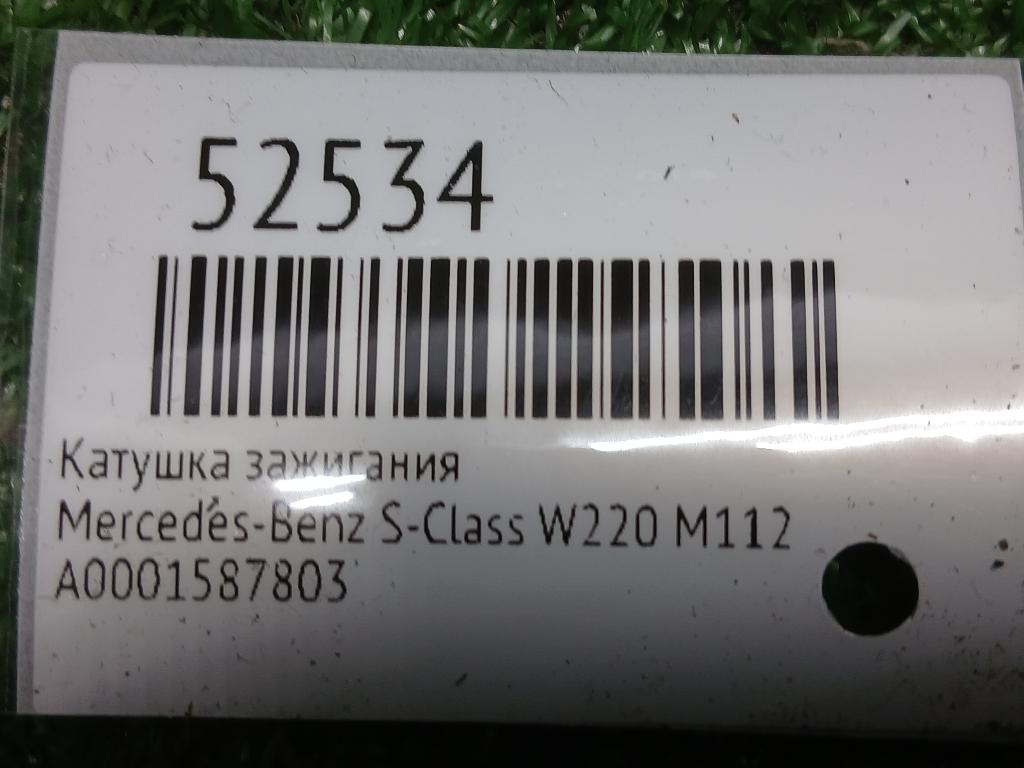 52534
Катушка зажигания
Mercedes-Benz S-Class W220 M112
A0001587803